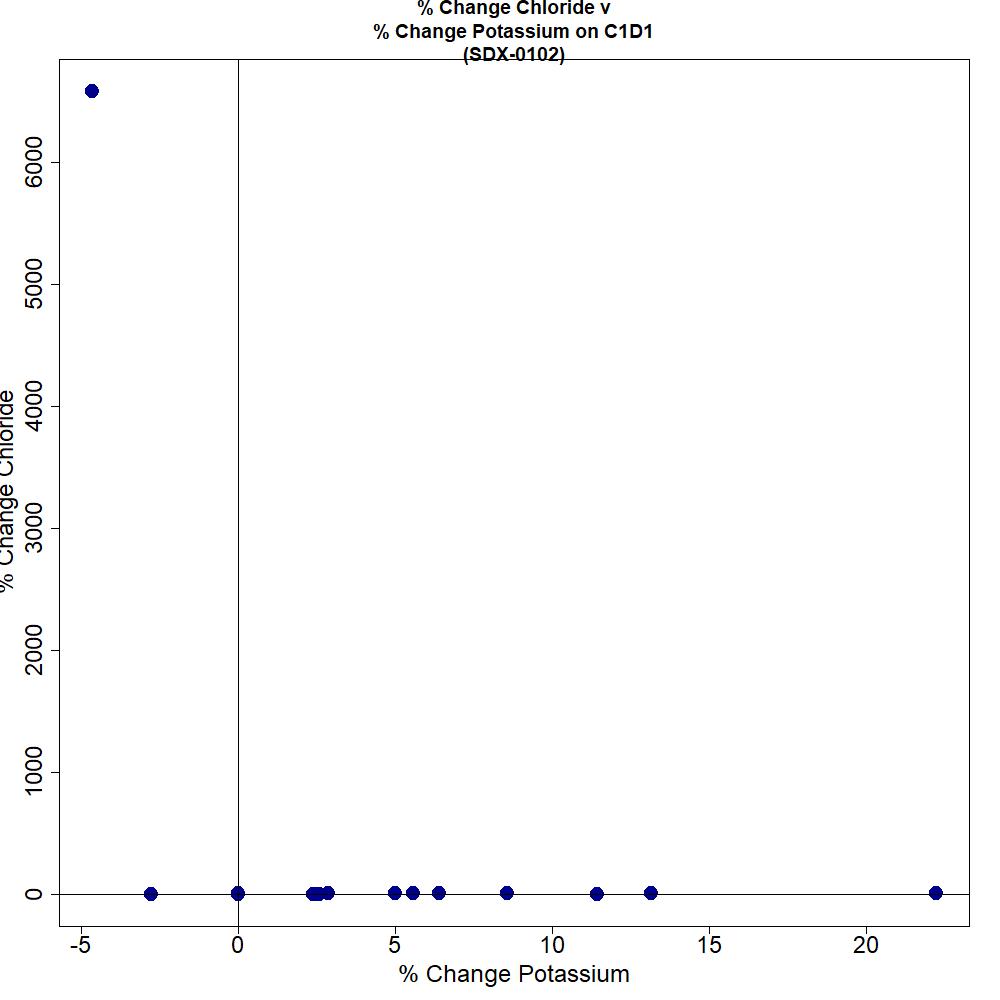 % Change Chloride v
% Change Potassium on C1D1
(SDX-0102)
% Change Chloride
6000
5000
4000
3000
2000
1000
0
-5
0
5
10
15
20
% Change Potassium